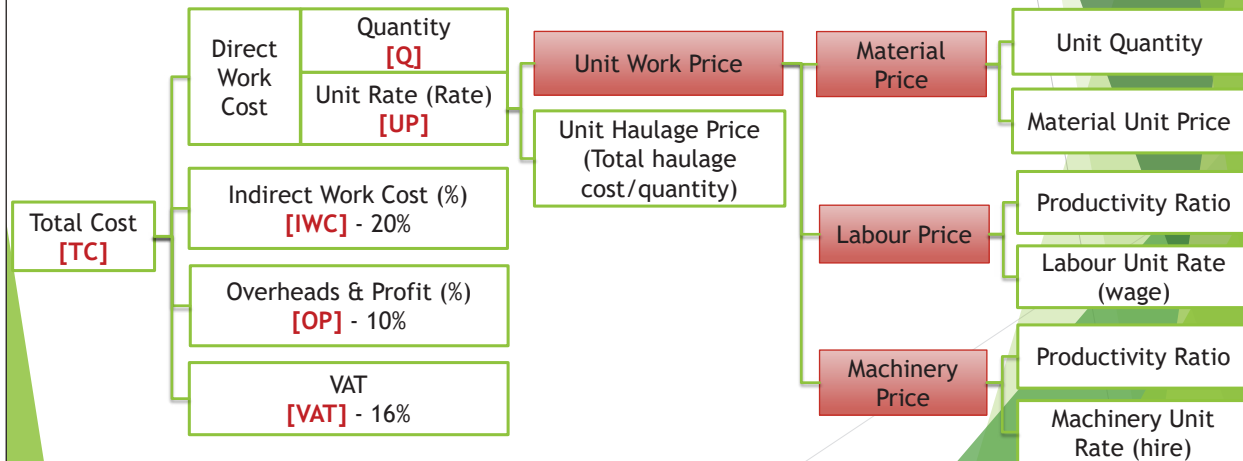 Total Cost
[TC]
Direct
Work
Cost
Quantity
[Q]
Unit Rate (Rate)
[UP]
Indirect Work Cost (%)
[IWC] - 20%
Overheads & Profit (%)
[OP] - 10%
VAT
[VAT] - 16%
Unit Work Price
Unit Haulage Price
(Total haulage
cost/quantity)
Material
Price
Labour Price
Machinery
Price
Unit Quantity
Material Unit Price
Productivity Ratio
Labour Unit Rate
(wage)
Productivity Ratio
Machinery Unit
Rate (hire)